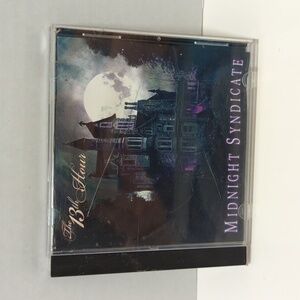 The 13th Hour
MIDNIGHT SYNDICATE